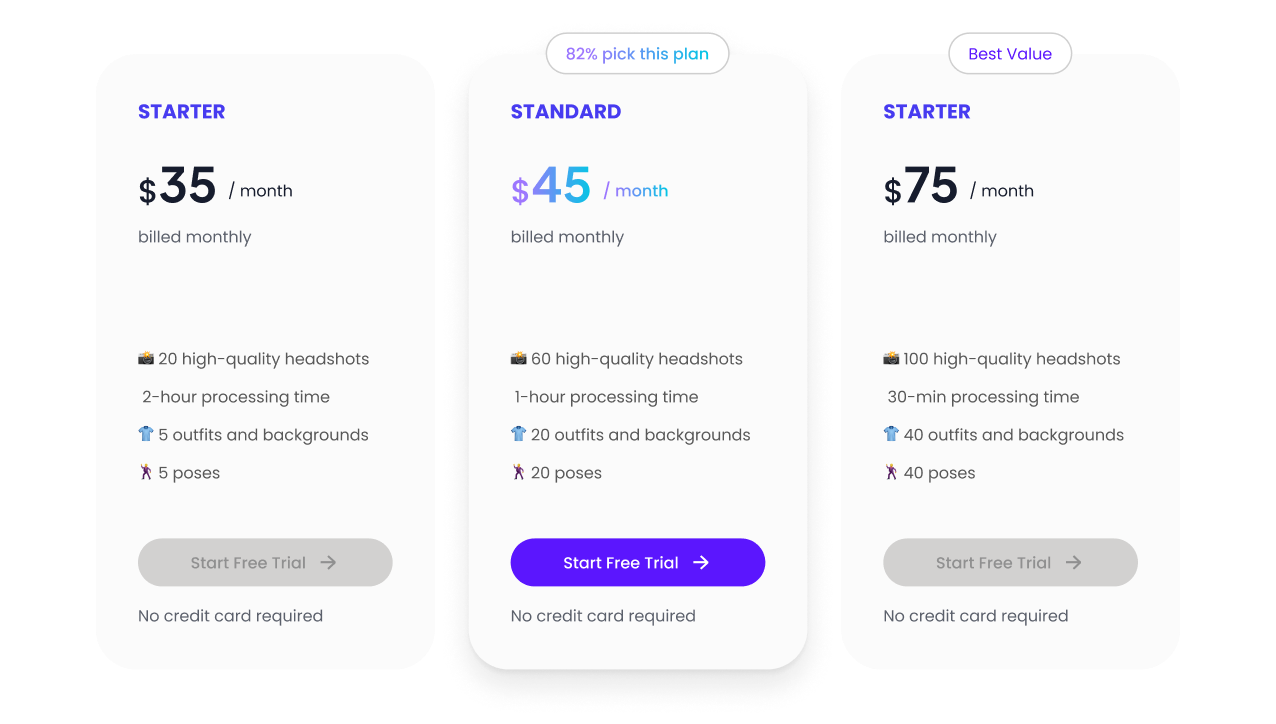 82% pick this plan
Best Value
STARTER
$35 / month
billed monthly
📸 20 high-quality headshots
2-hour processing time
👕 5 outfits and backgrounds
🕺 5 poses
Start Free Trial →
No credit card required
STANDARD
$45 / month
billed monthly
📸 60 high-quality headshots
1-hour processing time
👕 20 outfits and backgrounds
🕺 20 poses
Start Free Trial →
No credit card required
STARTER
$75 / month
billed monthly
📸 100 high-quality headshots
30-min processing time
👕 40 outfits and backgrounds
🕺 40 poses
Start Free Trial →
No credit card required